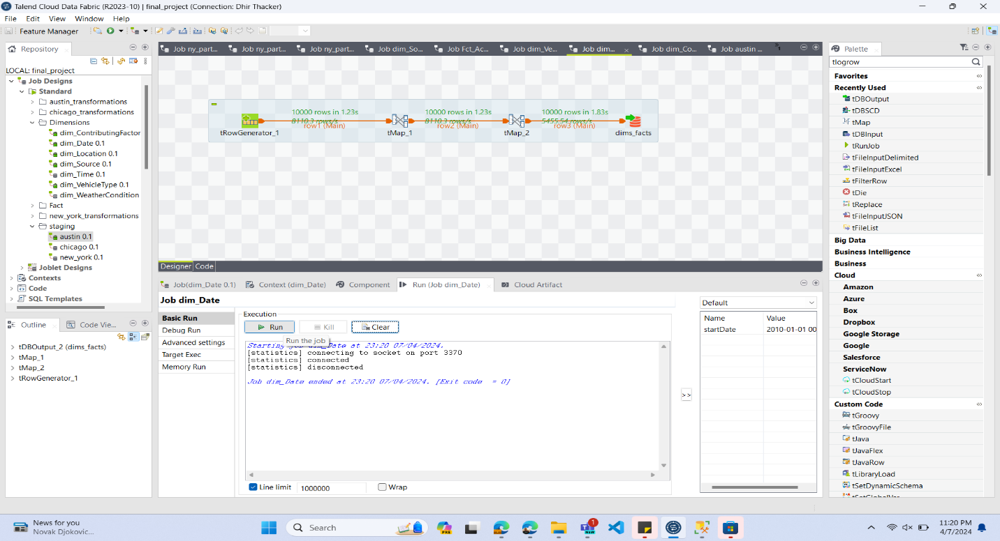 Talend Cloud Data Fabric (R2023-10) | final_project (Connection: Dhir Thacker)
File Edit View Window Help
Feature Manager
Repository
LOCAL: final_project
Job Designs
Standard
austin_transformations
chicago_transformations
Dimensions
dim_ContributingFactor
dim_Date 0.1
dim_Location 0.1
dim_Source 0.1
dim_Time 0.1
dim_VehicleType 0.1
dim_WeatherCondition
Fact
new_york_transformations
staging
austin 0.1
chicago 0.1
new_york 0.1
Joblet Designs
Contexts
Code
SQL Templates
Outline Code Vie...
tDBOutput_2 (dims_facts)
tMap_1
tMap_2
tRowGenerator_1
Job ny_part... Job ny_part... Job ny_part... Job dim_So... Job Fct_Ac... Job dim_Ve... Job dim... Job dim_Co... Job austin ...
10000 rows in 1.23s 10000 rows in 1.23s 10000 rows in 1.83s
8110.3 rows/s 8110.3 rows/s 5455.54 rows/s
row1 (Main) row2 (Main) row3 (Main)
tRowGenerator_1 tMap_1 tMap_2 dims_facts
Designer Code
Job(dim_Date 0.1) Context (dim_Date) Component Run (Job dim_Date) Cloud Artifact
Job dim_Date
Basic Run
Debug Run
Advanced settings
Target Exec
Memory Run
Execution
Run Kill Clear
Run the job
Starting job dim_Date at 23:20 07/04/2024.
[statistics] connecting to socket on port 3370
[statistics] connected
[statistics] disconnected
Job dim_Date ended at 23:20 07/04/2024. [Exit code = 0]
Line limit 1000000 Wrap
>>
Default
Name Value
startDate 2010-01-01 00
Palette
tlogrow
Favorites
Recently Used
tDBOutput
tDBSCD
tMap
tDBInput
tRunJob
tFileInputDelimited
tFileInputExcel
tFilterRow
tDie
tReplace
tFileInputJSON
tFileList
Big Data
Business Intelligence
Business
Cloud
Amazon
Azure
Box
Dropbox
Google Storage
Google
Salesforce
ServiceNow
tCloudStart
tCloudStop
Custom Code
tGroovy
tGroovyFile
tJava
tJavaFlex
tJavaRow
tLibraryLoad
tSetDynamicSchema
News for you
Novak Djokovic...
Search
PRE
NEW
1
11:20 PM
4/7/2024